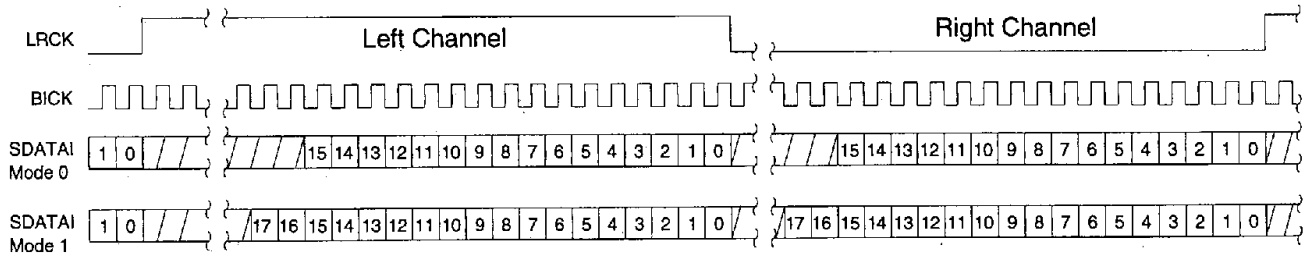 LRCK Left Channel Right Channel
BICK
SDATAI Mode 0 1 0 15 14 13 12 11 10 9 8 7 6 5 4 3 2 1 0 15 14 13 12 11 10 9 8 7 6 5 4 3 2 1 0
SDATAI Mode 1 1 0 17 16 15 14 13 12 11 10 9 8 7 6 5 4 3 2 1 0 17 16 15 14 13 12 11 10 9 8 7 6 5 4 3 2 1 0